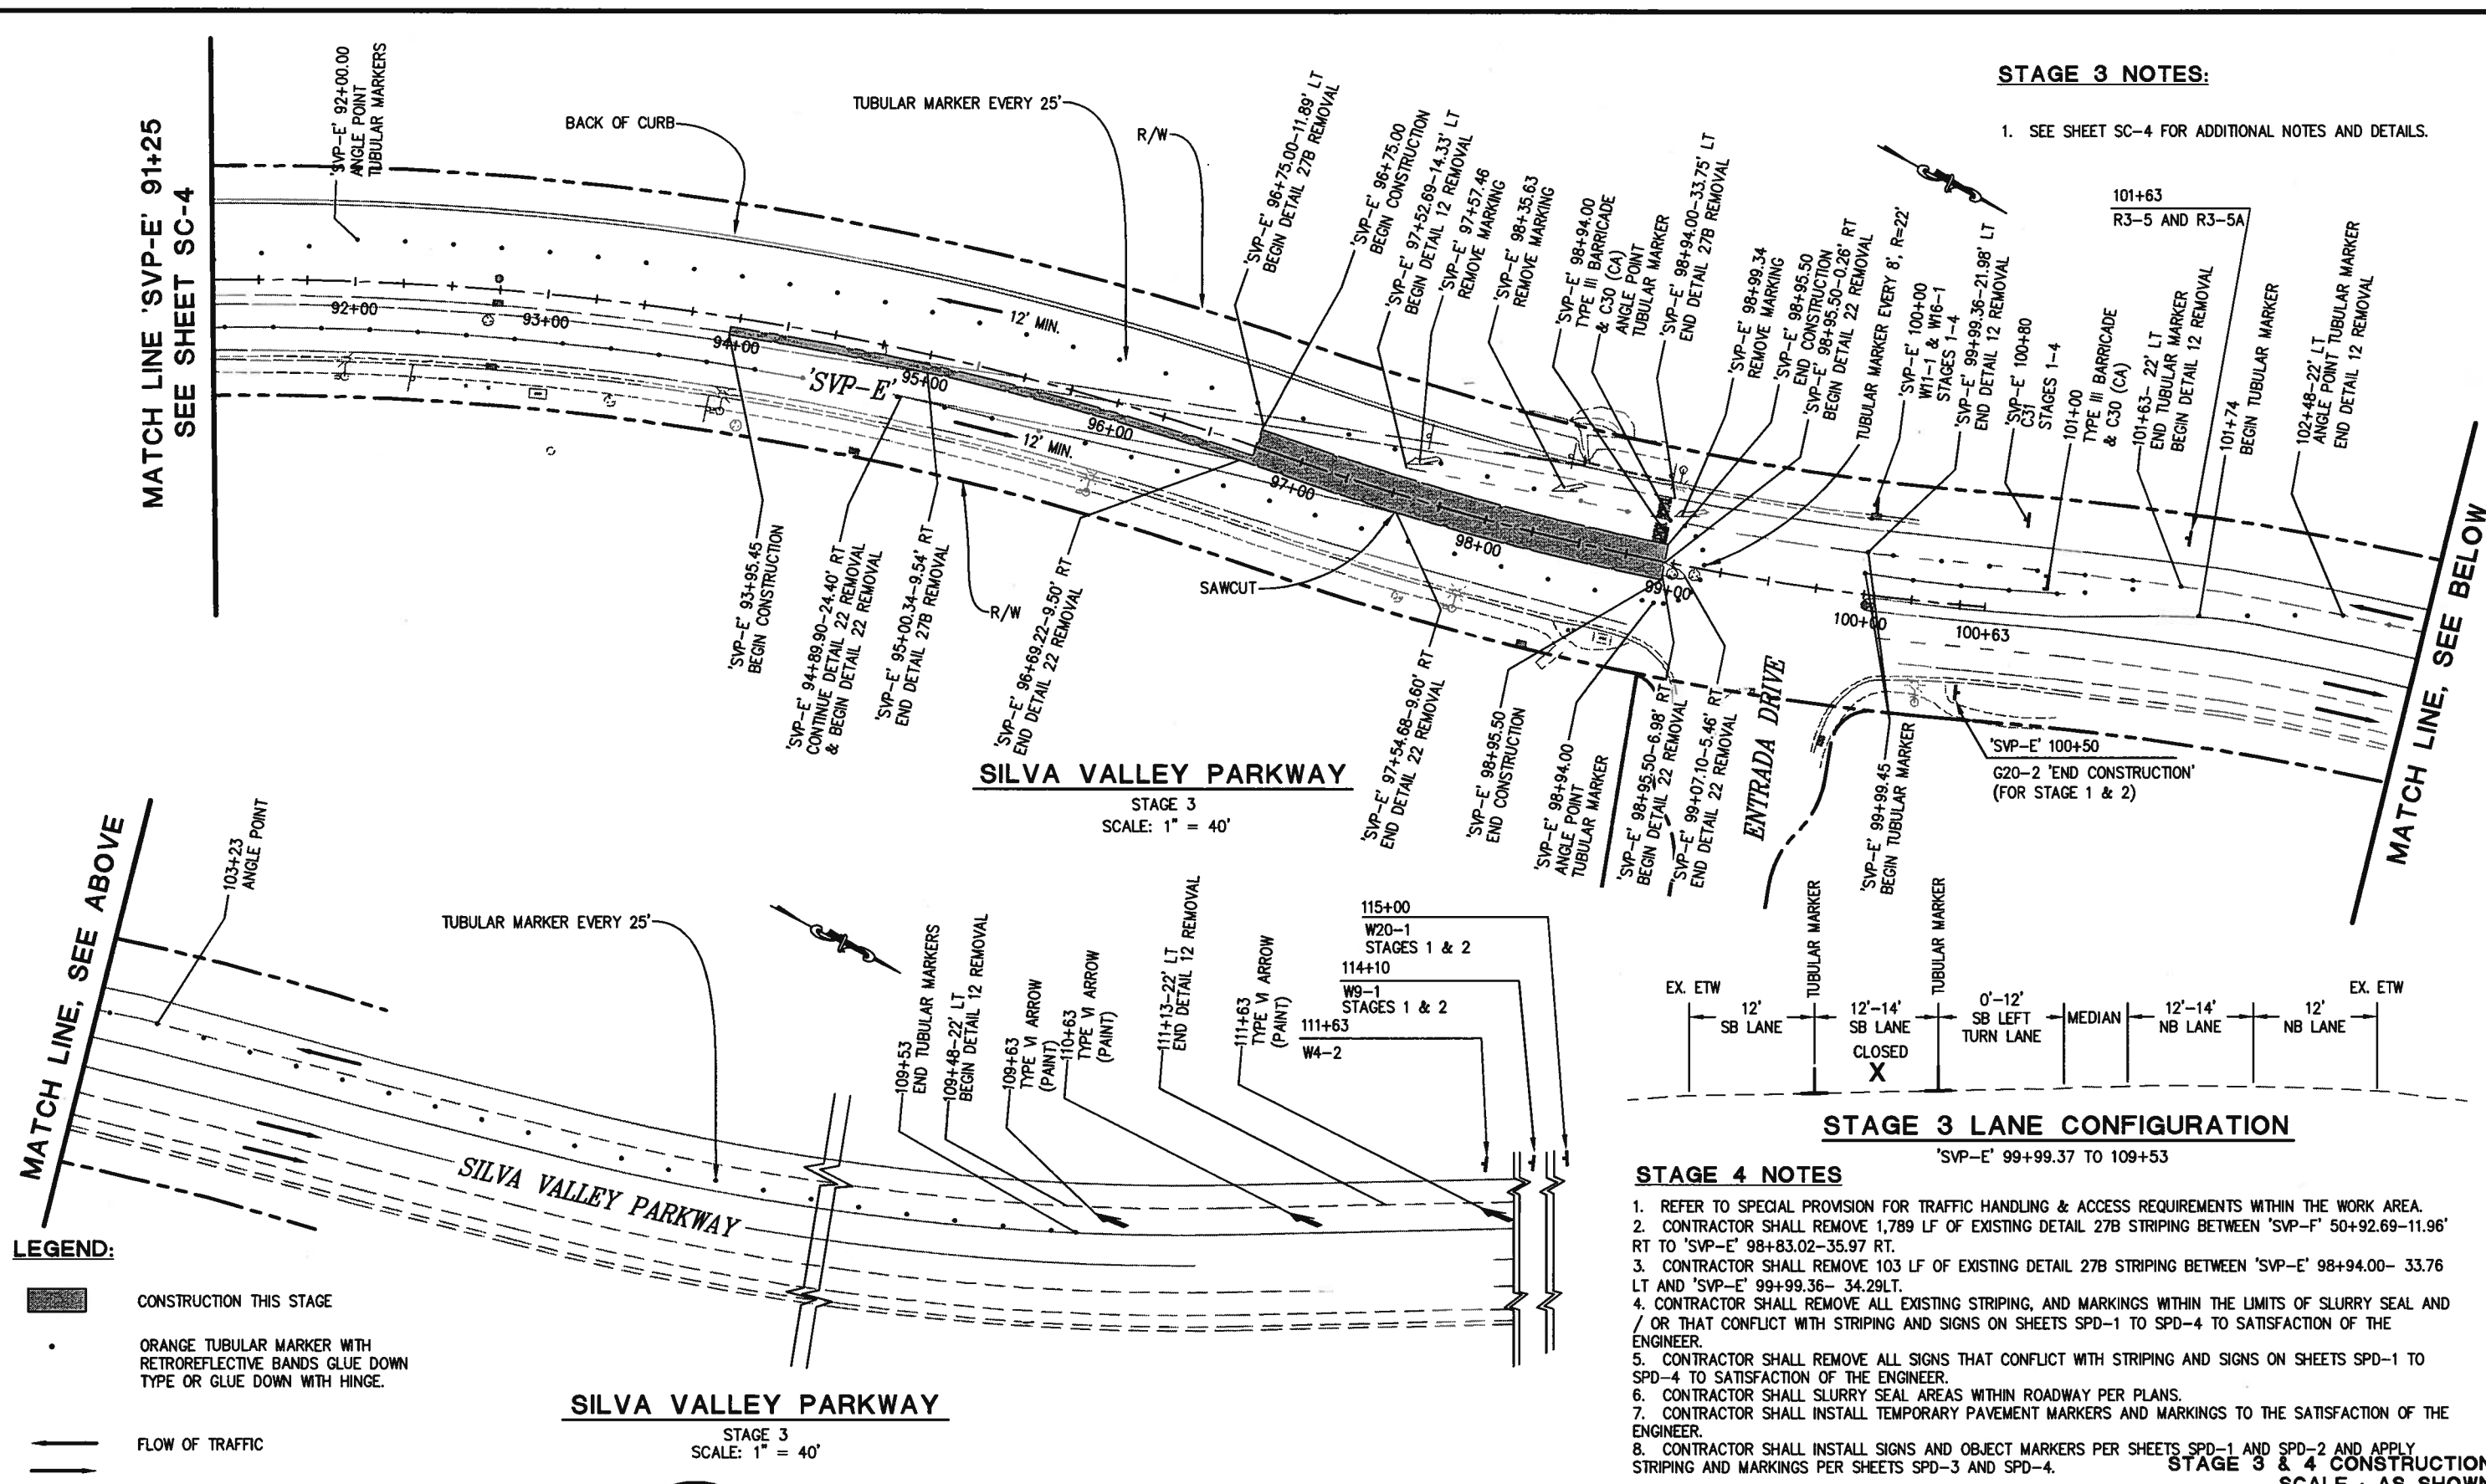 MATCH LINE 'SVP-E' 91+25
SEE SHEET SC-4
'SVP-E' 92+00.00
ANGLE POINT
TUBULAR MARKERS
BACK OF CURB
TUBULAR MARKER EVERY 25'
R/W
'SVP-E' 96+75.00-11.89' LT
BEGIN DETAIL 27B REMOVAL
'SVP-E' 96+75.00
BEGIN CONSTRUCTION
'SVP-E' 97+52.69-14.33' LT
BEGIN DETAIL 12 REMOVAL
'SVP-E' 97+57.46
REMOVE MARKING
'SVP-E' 98+35.63
REMOVE MARKING
'SVP-E' 98+94.00
TYPE III BARRICADE
& C30 (CA)
ANGLE POINT
TUBULAR MARKER
'SVP-E' 98+94.00-33.75' LT
END DETAIL 27B REMOVAL
'SVP-E' 98+99.34
REMOVE MARKING
'SVP-E' 98+95.50
END CONSTRUCTION
'SVP-E' 98+95.50-0.26' RT
BEGIN DETAIL 22 REMOVAL
TUBULAR MARKER EVERY 8', R=22'
'SVP-E' 100+00
W11-1 & W16-1
STAGES 1-4
'SVP-E' 99+99.36-21.98' LT
END DETAIL 12 REMOVAL
'SVP-E' 100+80
C31
STAGES 1-4
101+00
TYPE III BARRICADE
& C30 (CA)
101+63- 22' LT
END TUBULAR MARKER
BEGIN DETAIL 12 REMOVAL
101+63
R3-5 AND R3-5A
101+74
BEGIN TUBULAR MARKER
102+48-22' LT
ANGLE POINT TUBULAR MARKER
END DETAIL 12 REMOVAL
STAGE 3 NOTES:
1. SEE SHEET SC-4 FOR ADDITIONAL NOTES AND DETAILS.
92+00
93+00
94+00
95+00
96+00
97+00
98+00
99+00
100+00
100+63
12' MIN.
'SVP-E'
12' MIN.
'SVP-E' 93+95.45
BEGIN CONSTRUCTION
'SVP-E' 94+89.90-24.40' RT
CONTINUE DETAIL 22 REMOVAL
& BEGIN DETAIL 22 REMOVAL
'SVP-E' 95+00.34-9.54' RT
END DETAIL 27B REMOVAL
R/W
'SVP-E' 96+69.22-9.50' RT
END DETAIL 22 REMOVAL
SAWCUT
'SVP-E' 97+54.68-9.60' RT
END DETAIL 22 REMOVAL
'SVP-E' 98+95.50
END CONSTRUCTION
'SVP-E' 98+94.00
ANGLE POINT
TUBULAR MARKER
'SVP-E' 98+95.50-6.98' RT
BEGIN DETAIL 22 REMOVAL
'SVP-E' 99+07.10-5.46' RT
END DETAIL 22 REMOVAL
ENTRADA DRIVE
'SVP-E' 99+99.45
BEGIN TUBULAR MARKER
'SVP-E' 100+50
G20-2 'END CONSTRUCTION'
(FOR STAGE 1 & 2)
MATCH LINE, SEE BELOW
SILVA VALLEY PARKWAY
STAGE 3
SCALE: 1" = 40'
MATCH LINE, SEE ABOVE
103+23
ANGLE POINT
TUBULAR MARKER EVERY 25'
SILVA VALLEY PARKWAY
109+53
END TUBULAR MARKERS
109+48-22' LT
BEGIN DETAIL 12 REMOVAL
109+63
TYPE VI ARROW
(PAINT)
110+63
TYPE VI ARROW
(PAINT)
111+13-22' LT
END DETAIL 12 REMOVAL
111+63
TYPE VI ARROW
(PAINT)
115+00
W20-1
STAGES 1 & 2
114+10
W9-1
STAGES 1 & 2
111+63
W4-2
EX. ETW
12'
SB LANE
TUBULAR MARKER
12'-14'
SB LANE
CLOSED
X
TUBULAR MARKER
0'-12'
SB LEFT
TURN LANE
MEDIAN
12'-14'
NB LANE
12'
NB LANE
EX. ETW
STAGE 3 LANE CONFIGURATION
'SVP-E' 99+99.37 TO 109+53
STAGE 4 NOTES
1. REFER TO SPECIAL PROVISION FOR TRAFFIC HANDLING & ACCESS REQUIREMENTS WITHIN THE WORK AREA.
2. CONTRACTOR SHALL REMOVE 1,789 LF OF EXISTING DETAIL 27B STRIPING BETWEEN 'SVP-F' 50+92.69-11.96'
RT TO 'SVP-E' 98+83.02-35.97 RT.
3. CONTRACTOR SHALL REMOVE 103 LF OF EXISTING DETAIL 27B STRIPING BETWEEN 'SVP-E' 98+94.00- 33.76
LT AND 'SVP-E' 99+99.36- 34.29LT.
4. CONTRACTOR SHALL REMOVE ALL EXISTING STRIPING, AND MARKINGS WITHIN THE LIMITS OF SLURRY SEAL AND
/ OR THAT CONFLICT WITH STRIPING AND SIGNS ON SHEETS SPD-1 TO SPD-4 TO SATISFACTION OF THE
ENGINEER.
5. CONTRACTOR SHALL REMOVE ALL SIGNS THAT CONFLICT WITH STRIPING AND SIGNS ON SHEETS SPD-1 TO
SPD-4 TO SATISFACTION OF THE ENGINEER.
6. CONTRACTOR SHALL SLURRY SEAL AREAS WITHIN ROADWAY PER PLANS.
7. CONTRACTOR SHALL INSTALL TEMPORARY PAVEMENT MARKERS AND MARKINGS TO THE SATISFACTION OF THE
ENGINEER.
8. CONTRACTOR SHALL INSTALL SIGNS AND OBJECT MARKERS PER SHEETS SPD-1 AND SPD-2 AND APPLY
STRIPING AND MARKINGS PER SHEETS SPD-3 AND SPD-4.
LEGEND:
CONSTRUCTION THIS STAGE
ORANGE TUBULAR MARKER WITH
RETROREFLECTIVE BANDS GLUE DOWN
TYPE OR GLUE DOWN WITH HINGE.
FLOW OF TRAFFIC
SILVA VALLEY PARKWAY
STAGE 3
SCALE: 1" = 40'
STAGE 3 & 4 CONSTRUCTION
SCALE : AS SHOWN